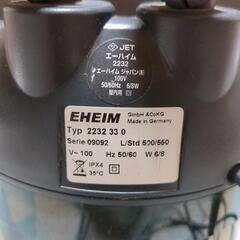 JET
エーハイム
2232
エーハイム ジャパン㈱
100V
50/60Hz 6/8W
屋内用
EHEIM GmbH &CoKG
Made in Germany
Typ 2232 33 0
Serie 09092 L/Std 500/550
V~ 100 Hz 50/60 W 6/8
IPX4
35°C